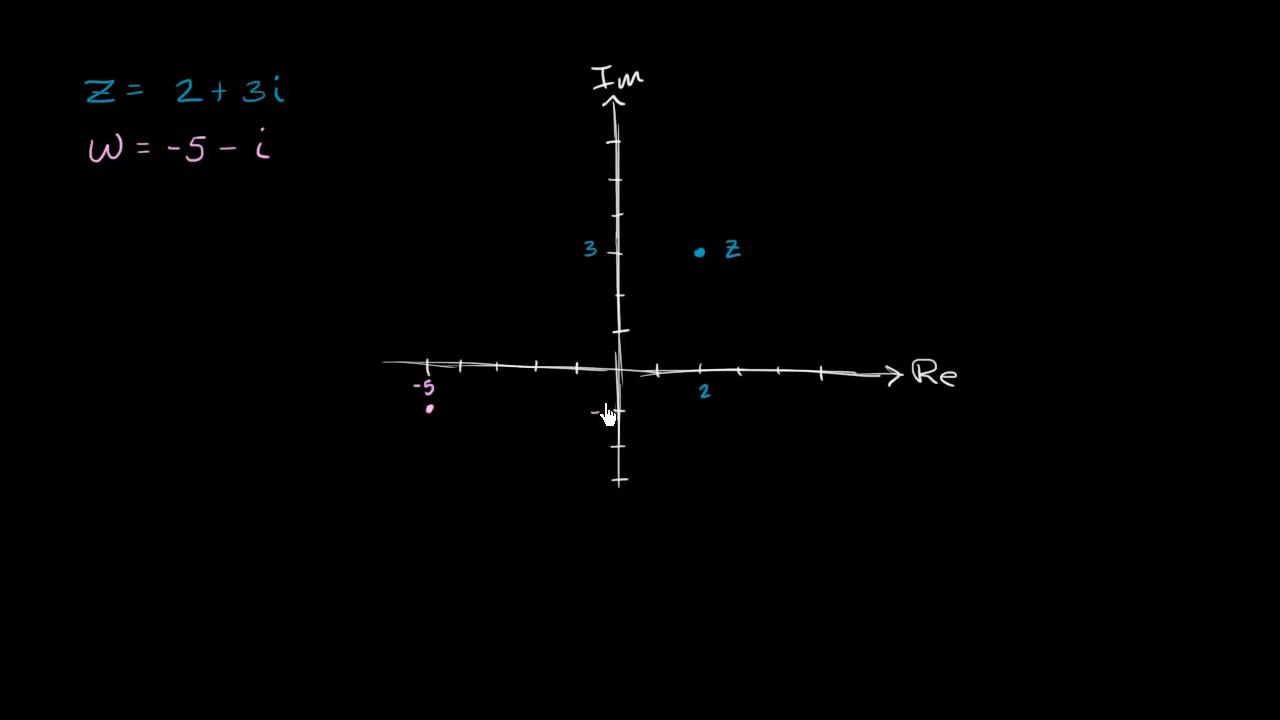 z = 2 + 3i
w = -5 - i
Im
3
z
Re
-5
2
-